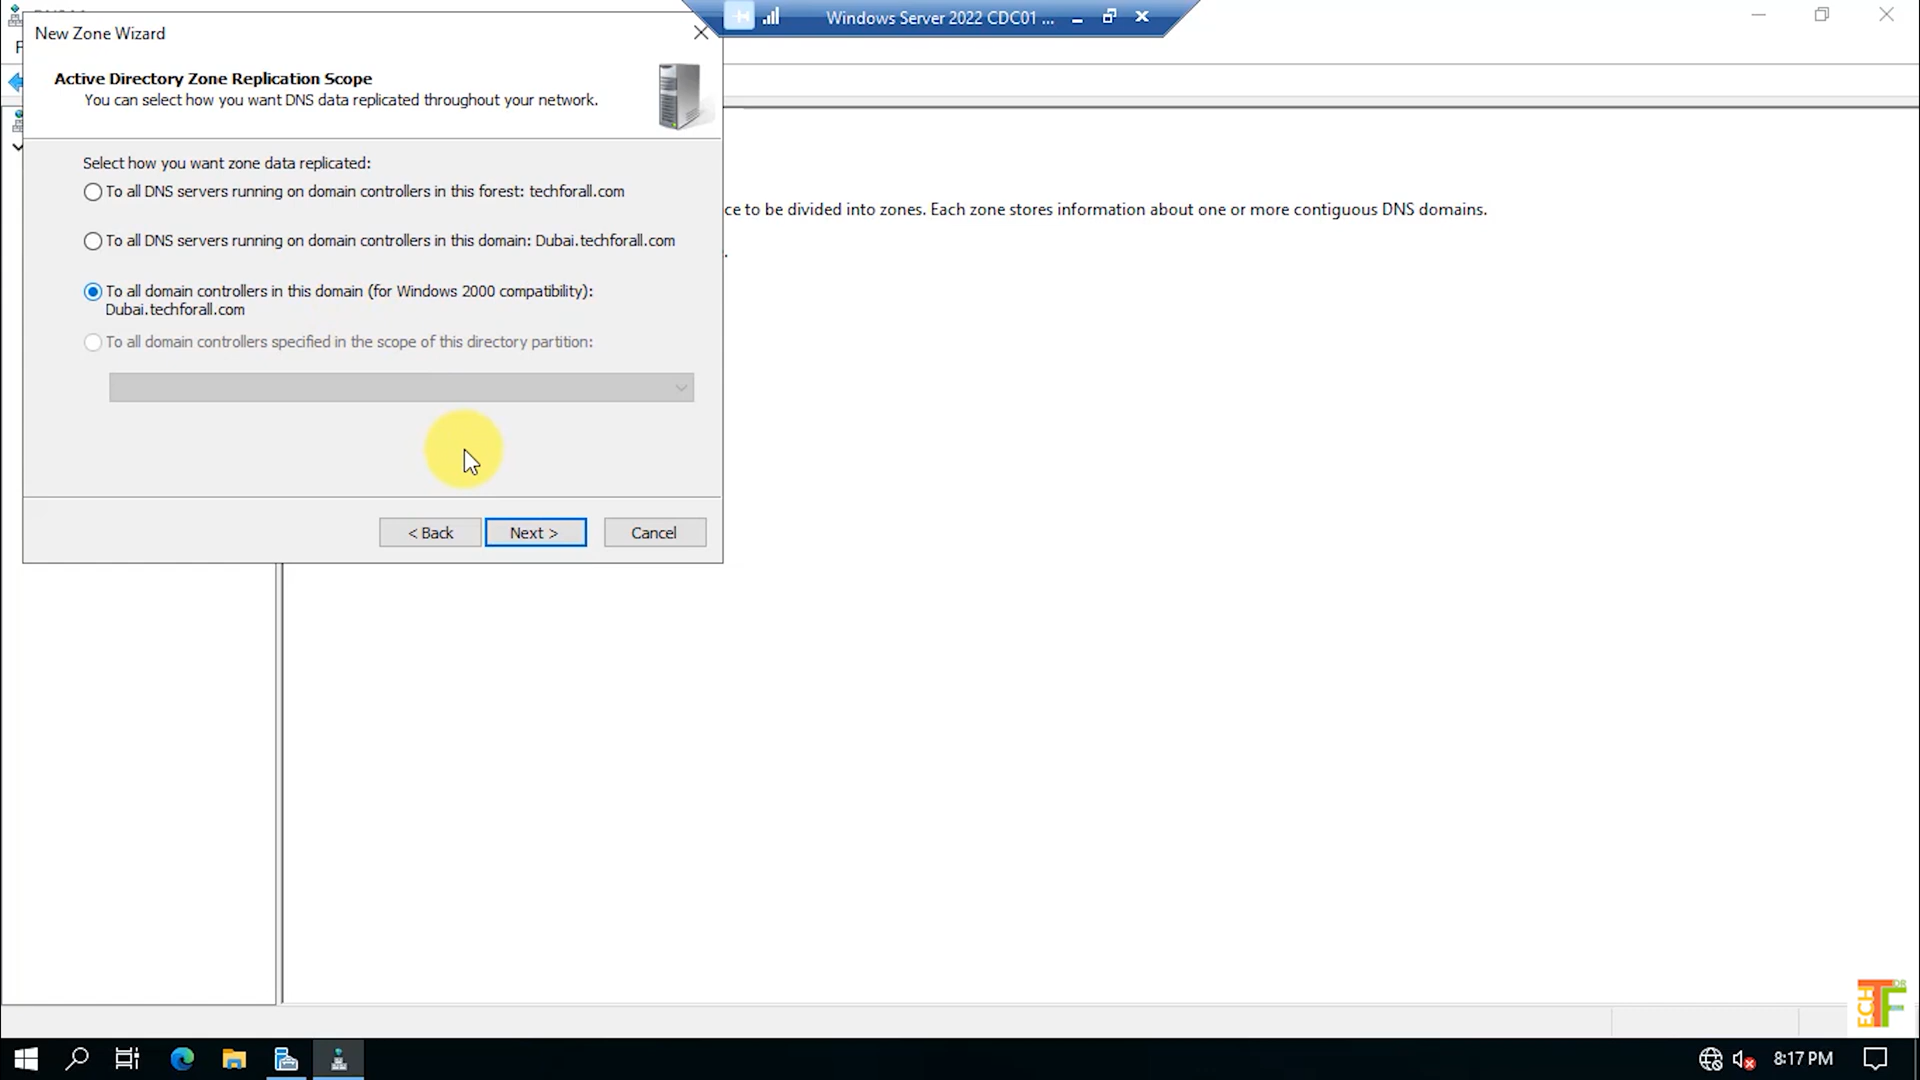 Windows Server 2022 CDC01 ...
New Zone Wizard
Active Directory Zone Replication Scope
You can select how you want DNS data replicated throughout your network.
Select how you want zone data replicated:
To all DNS servers running on domain controllers in this forest: techforall.com
ce to be divided into zones. Each zone stores information about one or more contiguous DNS domains.
To all DNS servers running on domain controllers in this domain: Dubai.techforall.com
To all domain controllers in this domain (for Windows 2000 compatibility):
Dubai.techforall.com
To all domain controllers specified in the scope of this directory partition:
< Back
Next >
Cancel
8:17 PM